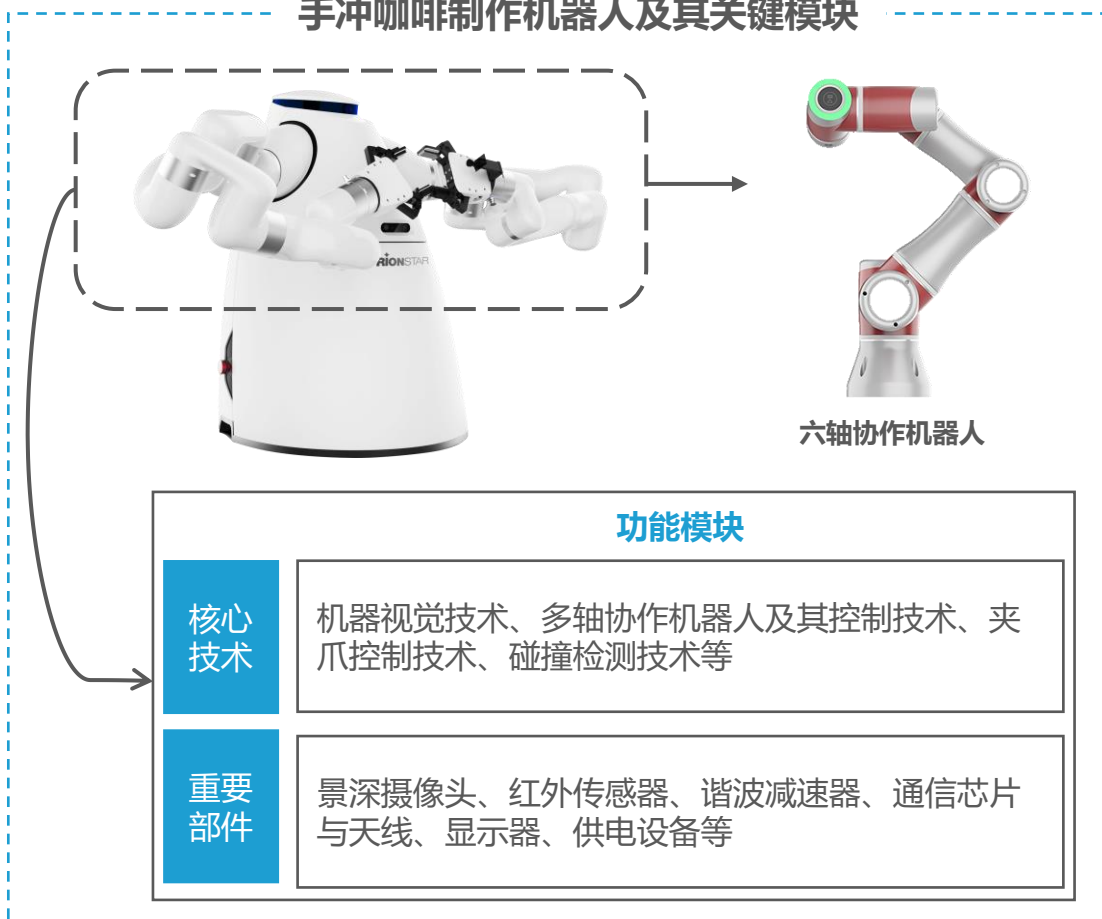 手冲咖啡制作机器人及其关键模块
RIONSTAR
六轴协作机器人
功能模块
核心
技术
机器视觉技术、多轴协作机器人及其控制技术、夹
爪控制技术、碰撞检测技术等
重要
部件
景深摄像头、红外传感器、谐波减速器、通信芯片
与天线、显示器、供电设备等